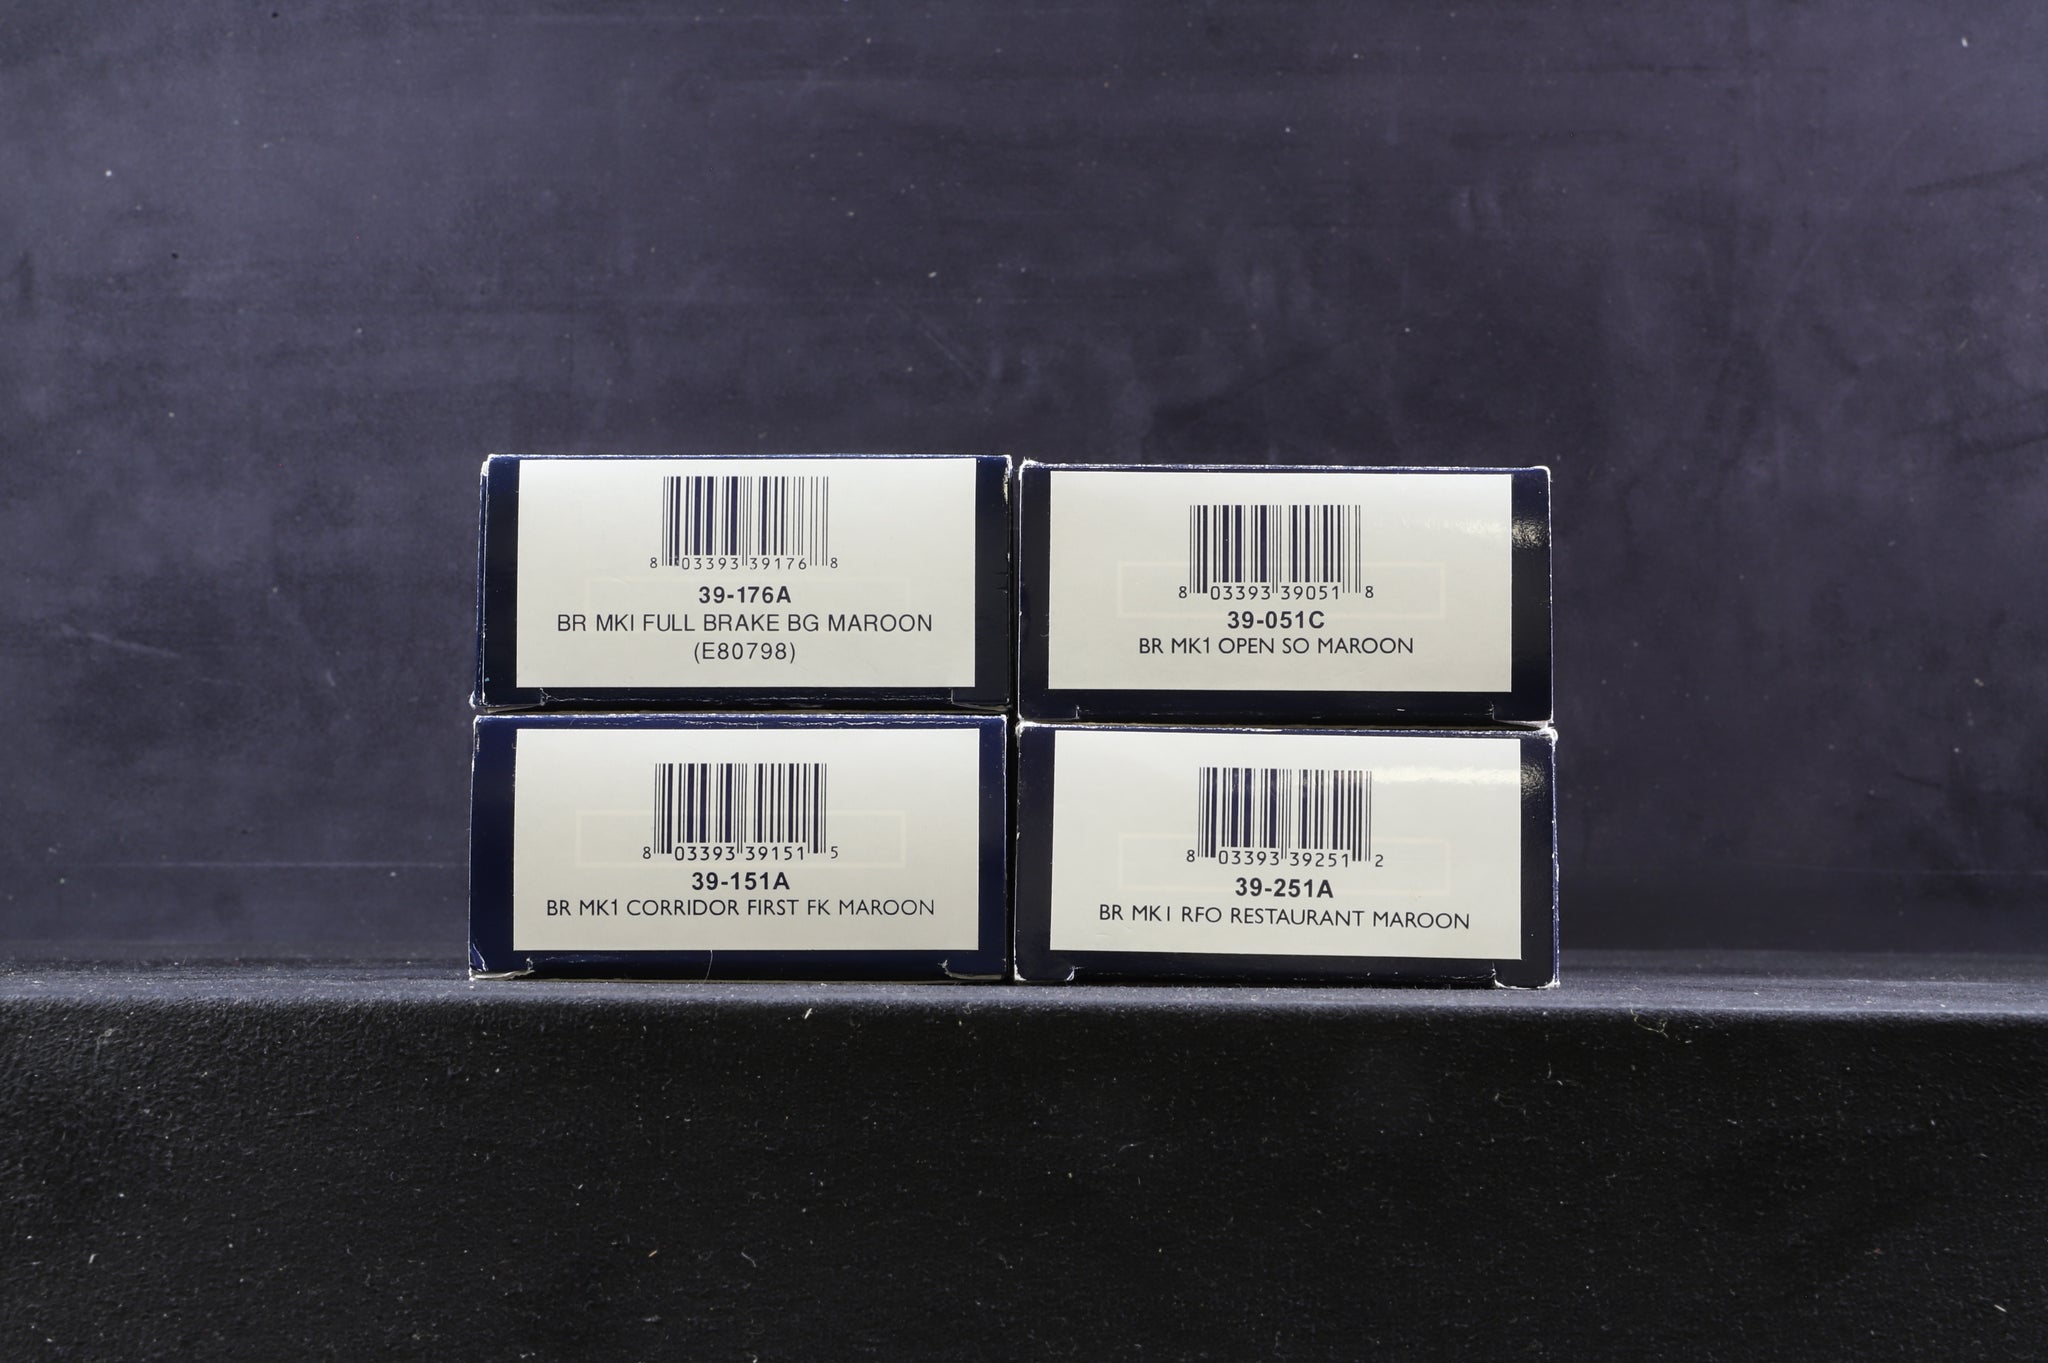 8 03393 39176 8
39-176A
BR MKI FULL BRAKE BG MAROON
(E80798)
8 03393 39051 8
39-051C
BR MK1 OPEN SO MAROON
8 03393 39151 5
39-151A
BR MK1 CORRIDOR FIRST FK MAROON
8 03393 39251 2
39-251A
BR MK1 RFO RESTAURANT MAROON